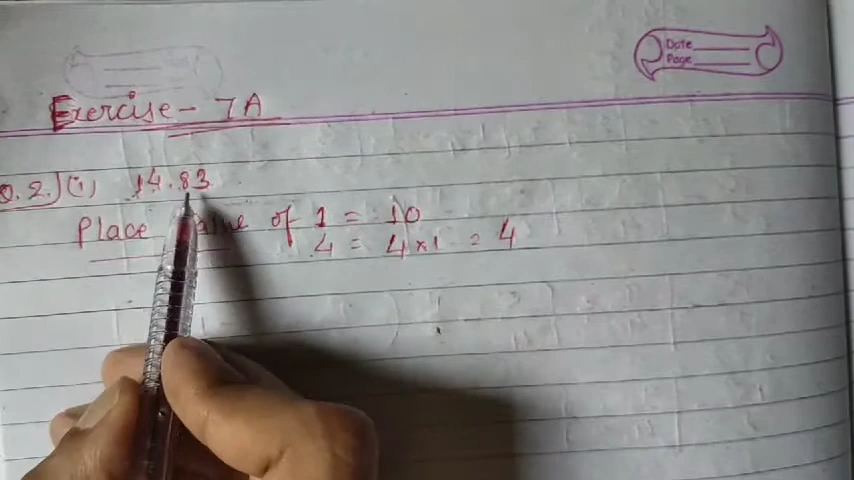 Date
Page
Exercise - 7A
Q.2.) (i) 14.83
Place value of 1 = 10
4 = 4×1 = 4